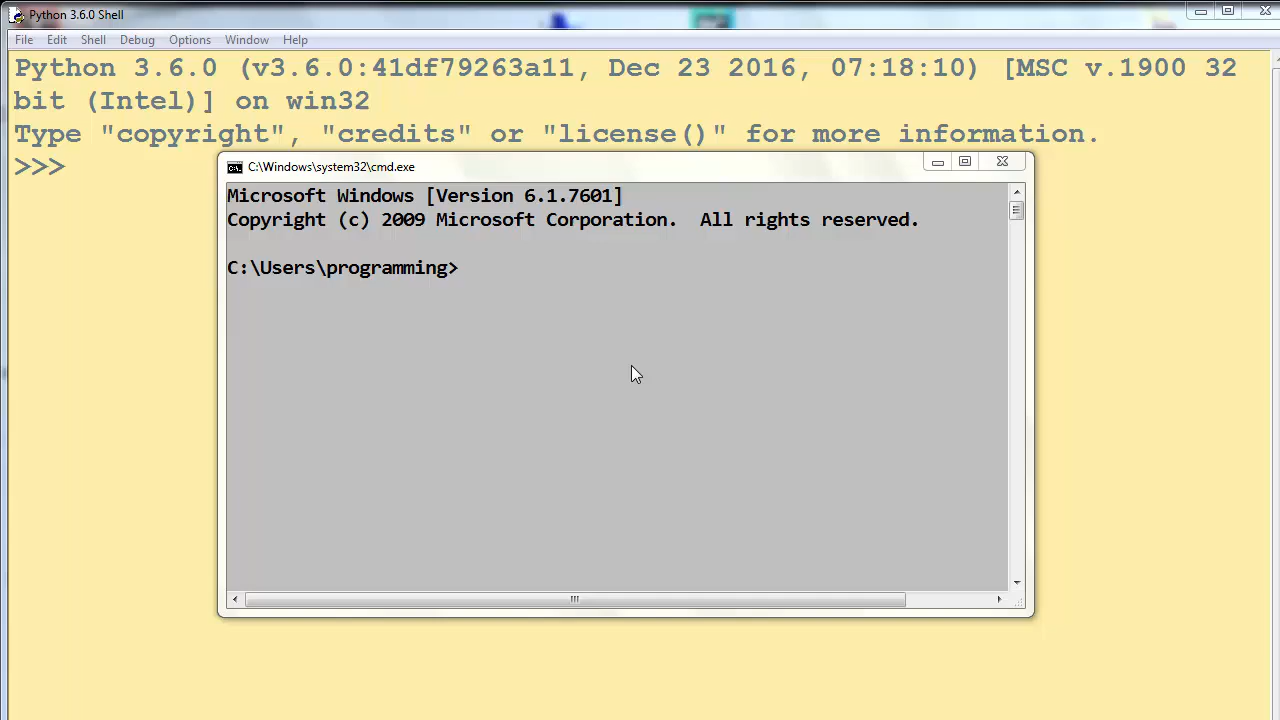 Python 3.6.0 Shell
File Edit Shell Debug Options Window Help
Python 3.6.0 (v3.6.0:41df79263a11, Dec 23 2016, 07:18:10) [MSC v.1900 32
bit (Intel)] on win32
Type "copyright", "credits" or "license()" for more information.
>>>
C:\Windows\system32\cmd.exe
Microsoft Windows [Version 6.1.7601]
Copyright (c) 2009 Microsoft Corporation.  All rights reserved.
C:\Users\programming>